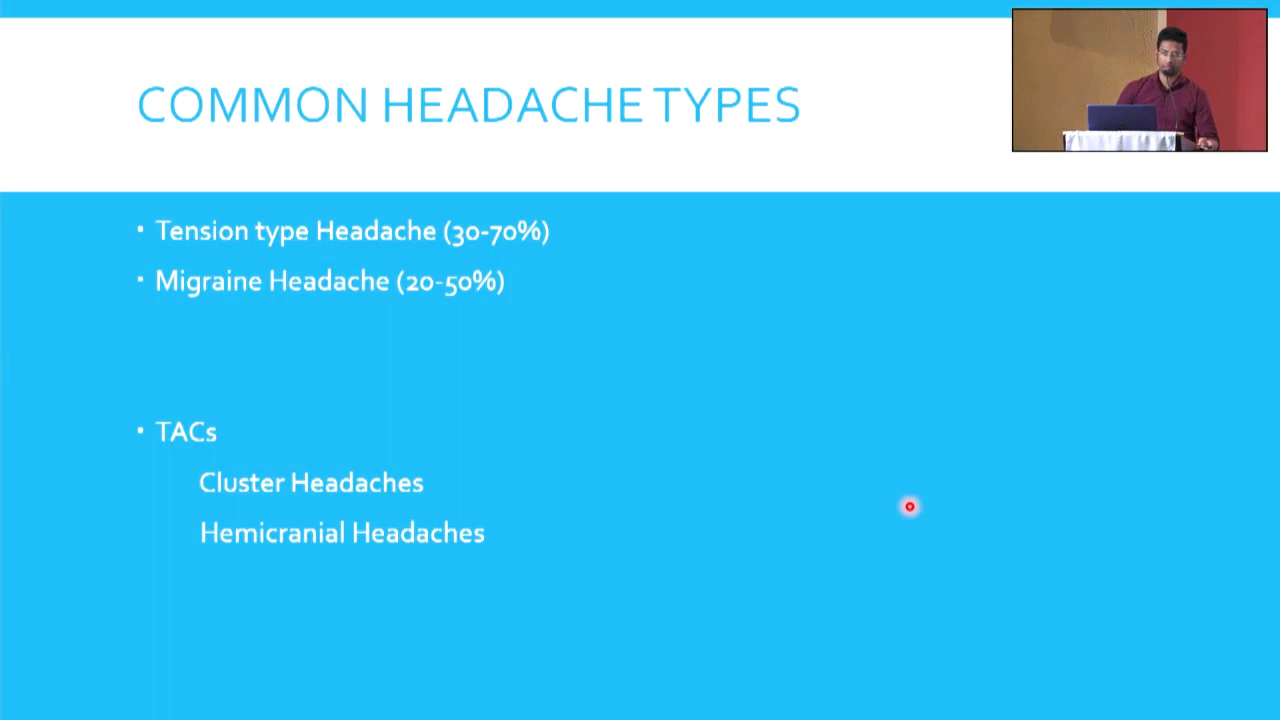 COMMON HEADACHE TYPES
▪ Tension type Headache (30-70%)
▪ Migraine Headache (20-50%)
▪ TACs
Cluster Headaches
Hemicranial Headaches